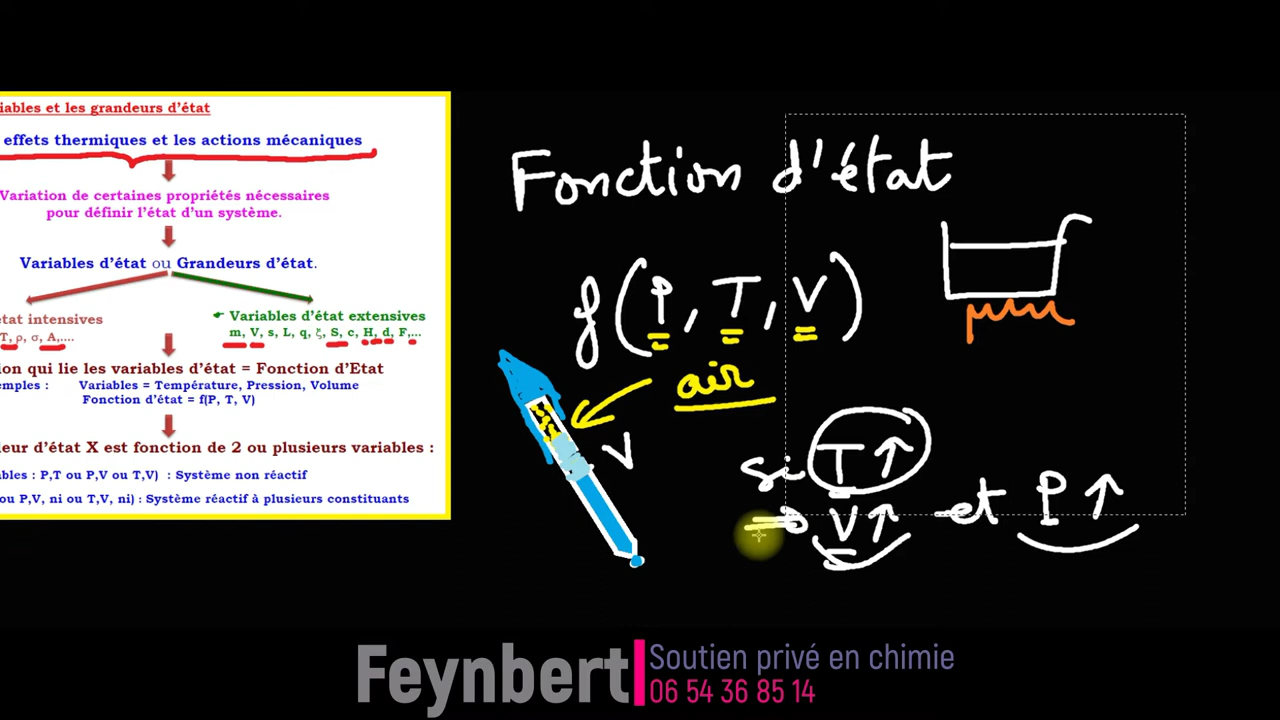 iables et les grandeurs d'état
effets thermiques et les actions mécaniques
Variation de certaines propriétés nécessaires
pour définir l'état d'un système.
Variables d'état ou Grandeurs d'état.
état intensives
T, ρ, σ, A,....
☛ Variables d'état extensives
m, V, s, L, q, ξ, S, c, H, d, F,...
ion qui lie les variables d'état = Fonction d'Etat
emples : Variables = Température, Pression, Volume
Fonction d'état = f(P, T, V)
eur d'état X est fonction de 2 ou plusieurs variables :
ables : P,T ou P,V ou T,V) : Système non réactif
ou P,V, ni ou T,V, ni) : Système réactif à plusieurs constituants
Fonction d'état
f(P, T, V)
air
V
si T↑
⇒ V↑ et P↑
Feynbert
Soutien privé en chimie
06 54 36 85 14